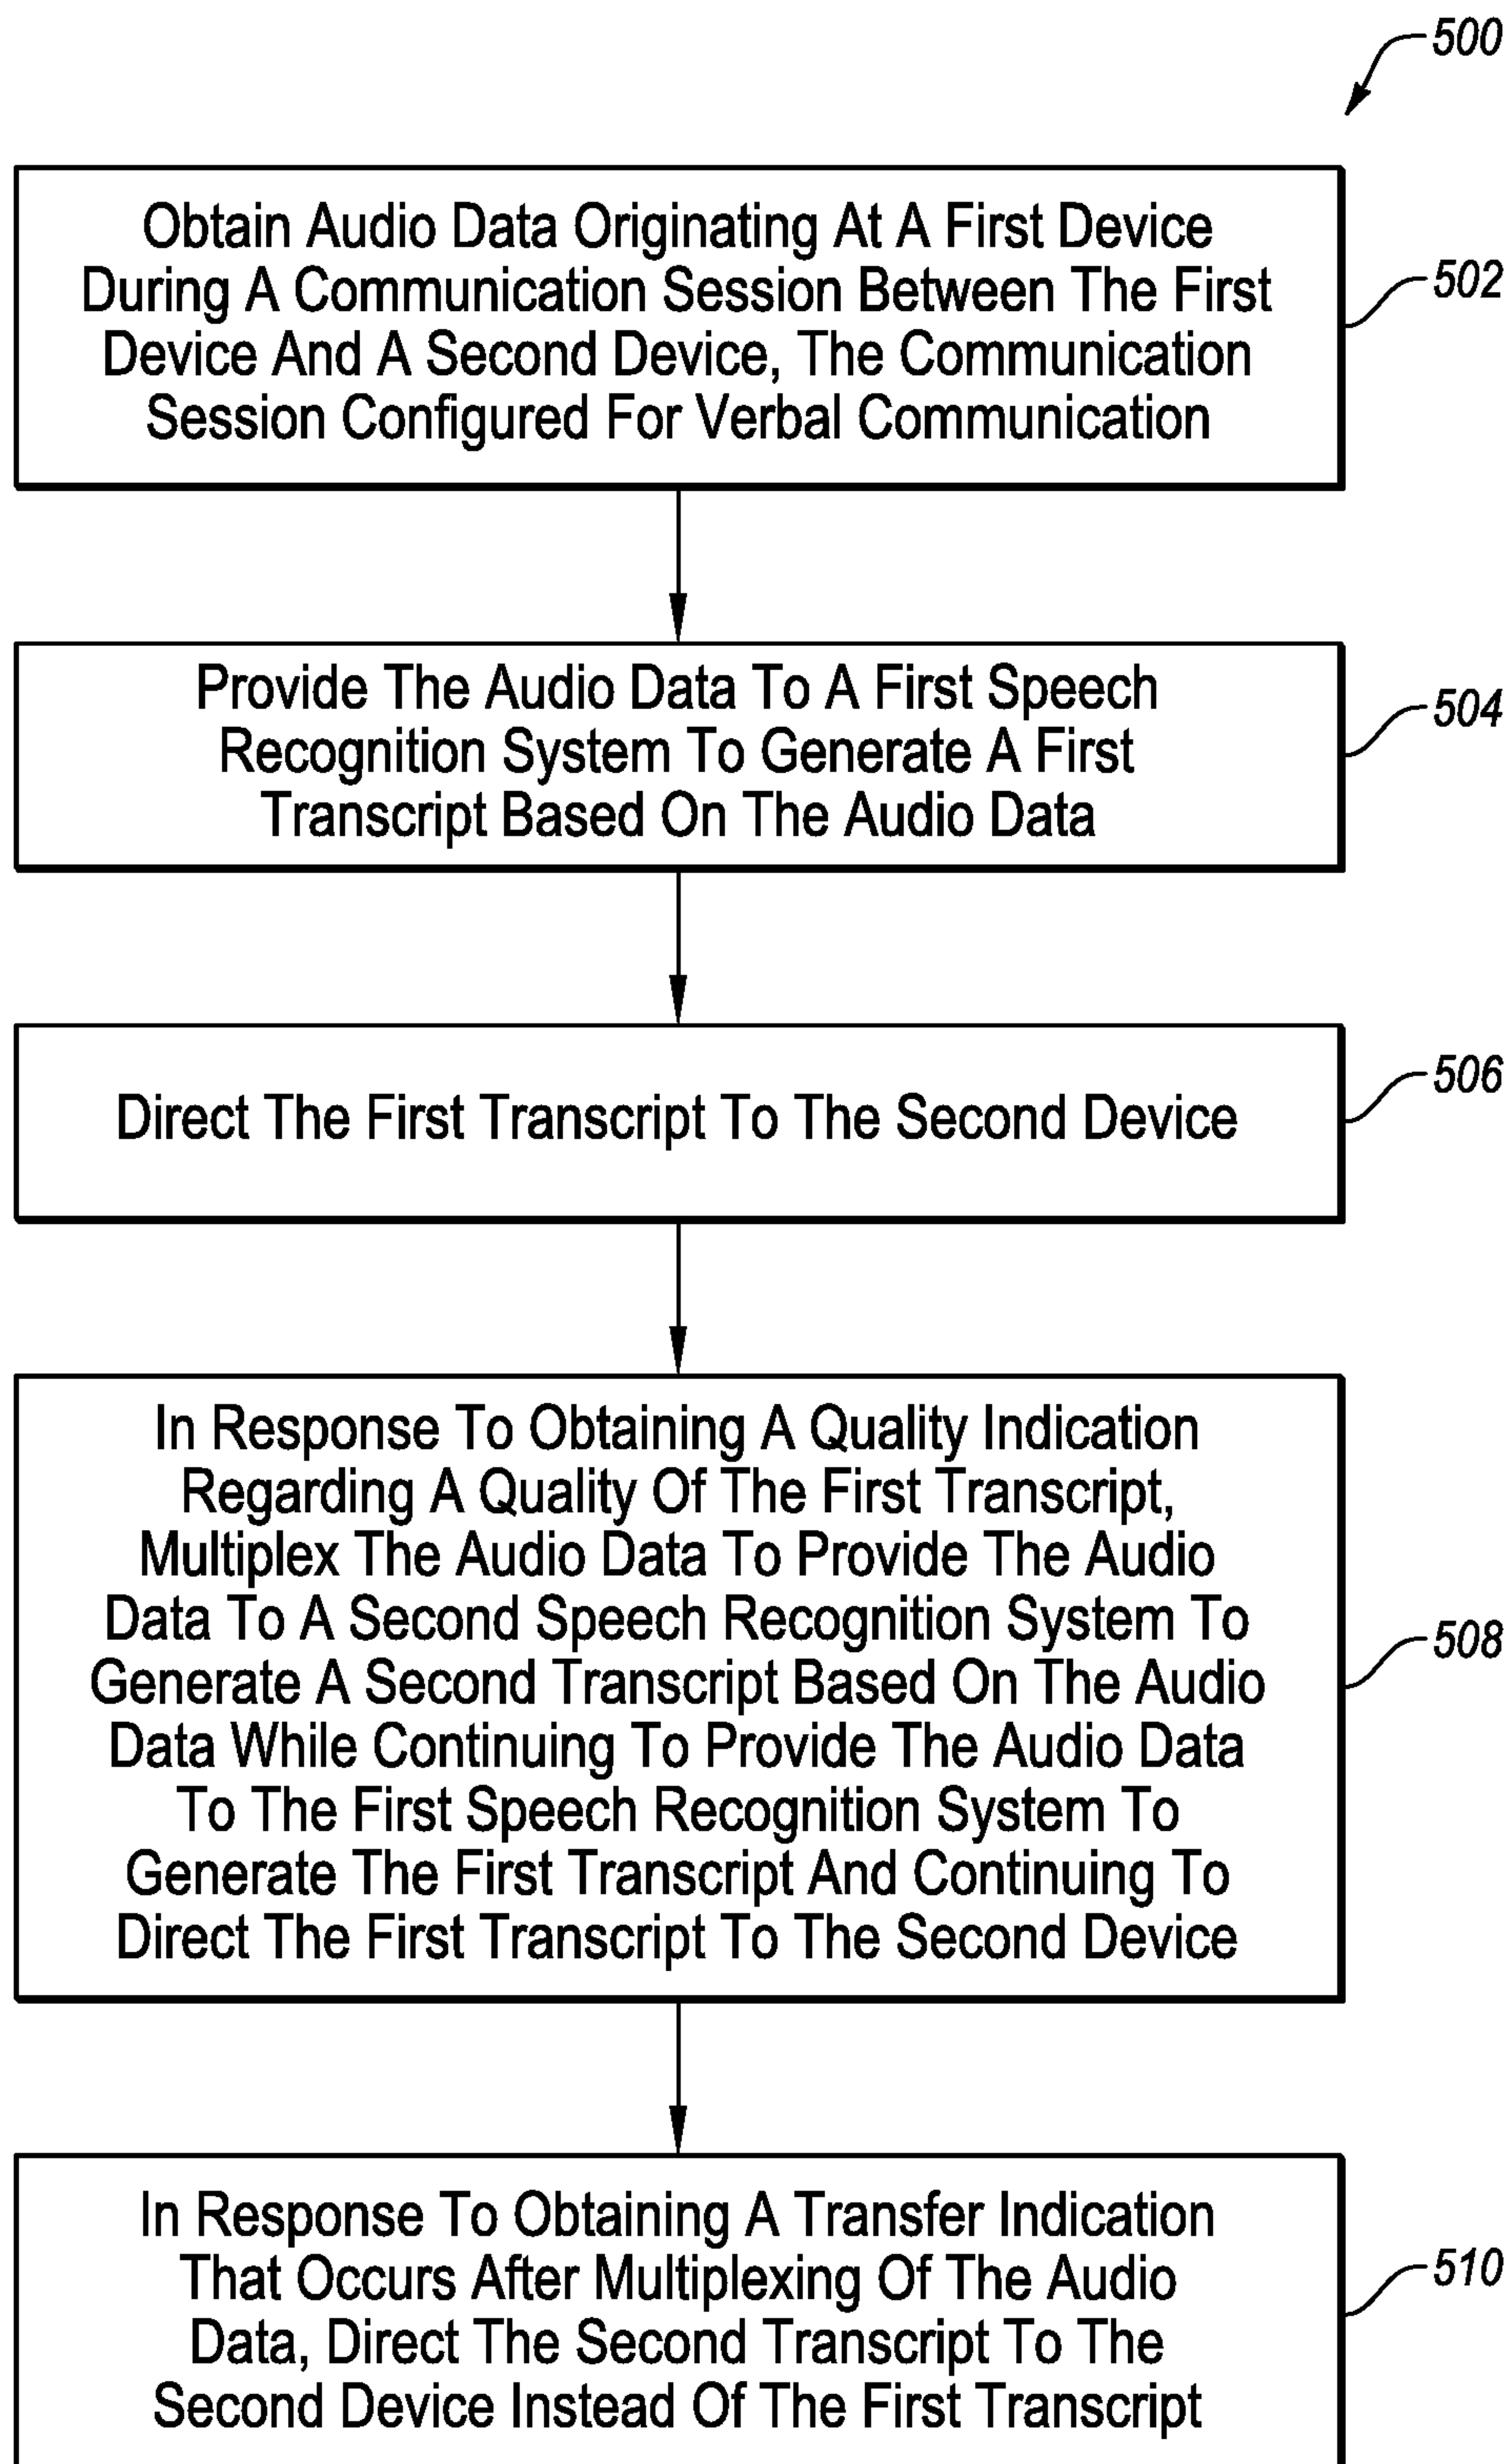 500
Obtain Audio Data Originating At A First Device
During A Communication Session Between The First
Device And A Second Device, The Communication
Session Configured For Verbal Communication
502
Provide The Audio Data To A First Speech
Recognition System To Generate A First
Transcript Based On The Audio Data
504
Direct The First Transcript To The Second Device
506
In Response To Obtaining A Quality Indication
Regarding A Quality Of The First Transcript,
Multiplex The Audio Data To Provide The Audio
Data To A Second Speech Recognition System To
Generate A Second Transcript Based On The Audio
Data While Continuing To Provide The Audio Data
To The First Speech Recognition System To
Generate The First Transcript And Continuing To
Direct The First Transcript To The Second Device
508
In Response To Obtaining A Transfer Indication
That Occurs After Multiplexing Of The Audio
Data, Direct The Second Transcript To The
Second Device Instead Of The First Transcript
510